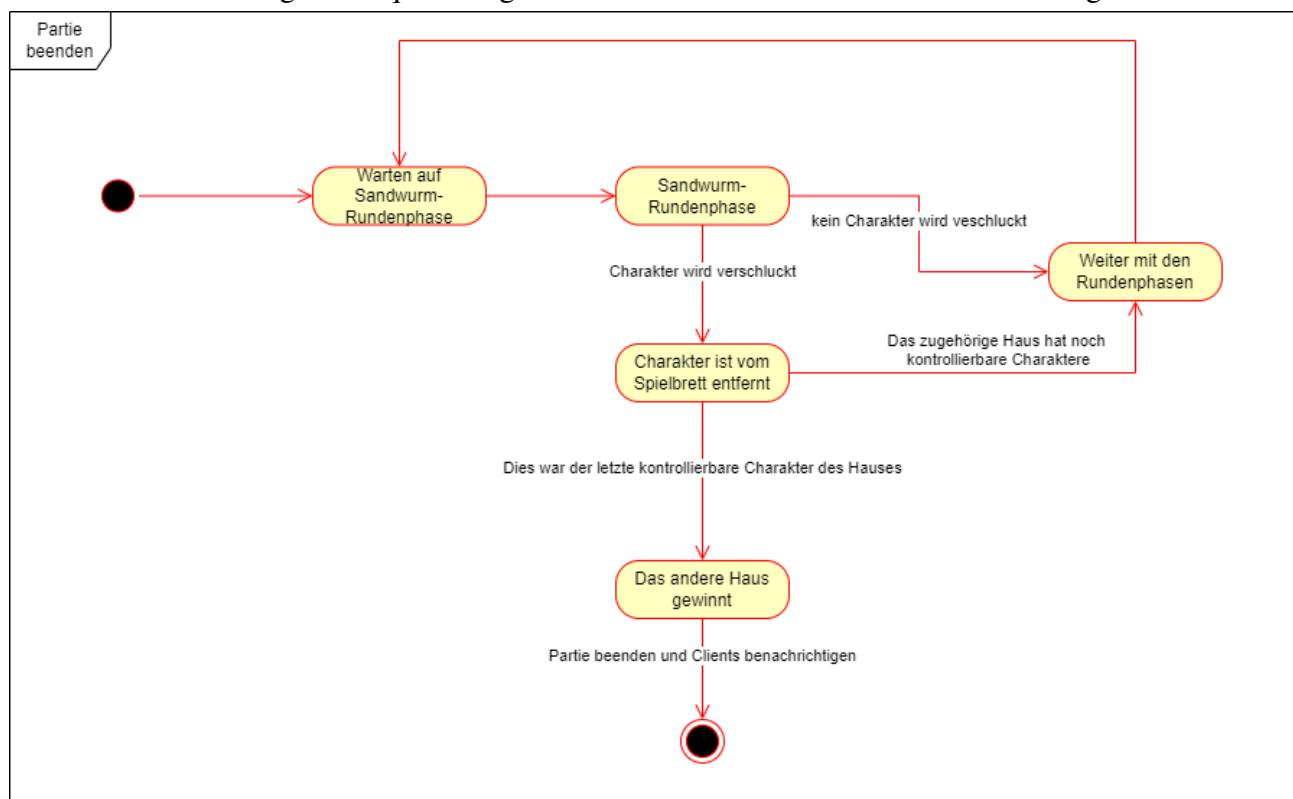 Partie
beenden
Warten auf
Sandwurm-
Rundenphase
Sandwurm-
Rundenphase
kein Charakter wird veschluckt
Weiter mit den
Rundenphasen
Charakter wird verschluckt
Das zugehörige Haus hat noch
kontrollierbare Charaktere
Charakter ist vom
Spielbrett entfernt
Dies war der letzte kontrollierbare Charakter des Hauses
Das andere Haus
gewinnt
Partie beenden und Clients benachrichtigen